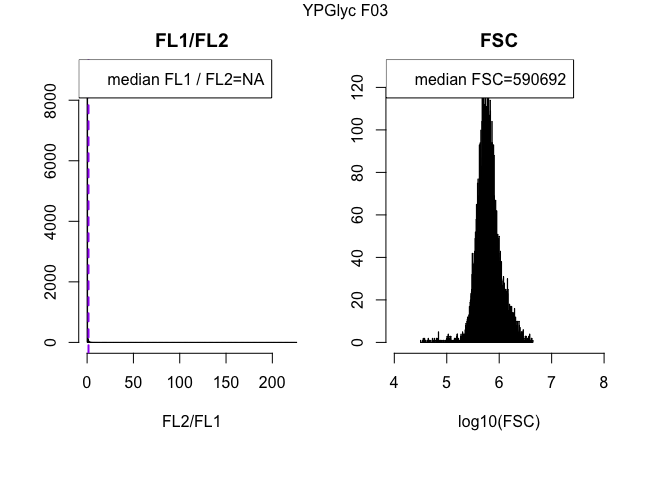 YPGlyc F03
FL1/FL2
median FL1 / FL2=NA
8000
6000
4000
2000
0
0 50 100 150 200
FL2/FL1
FSC
median FSC=590692
120
100
80
60
40
20
0
4 5 6 7 8
log10(FSC)